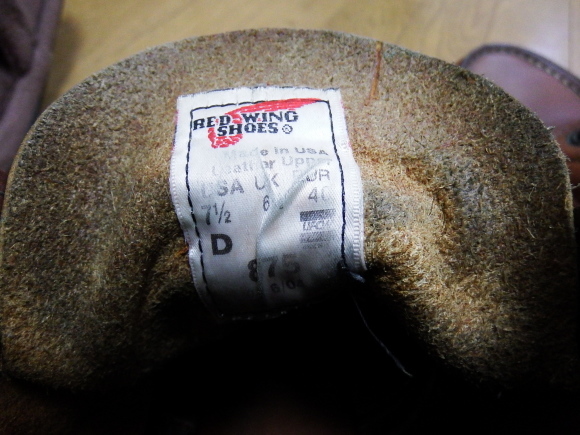 RED WING
SHOES
Made in USA
Leather Upper
USA UK EUR
7½ 6 40
D
875